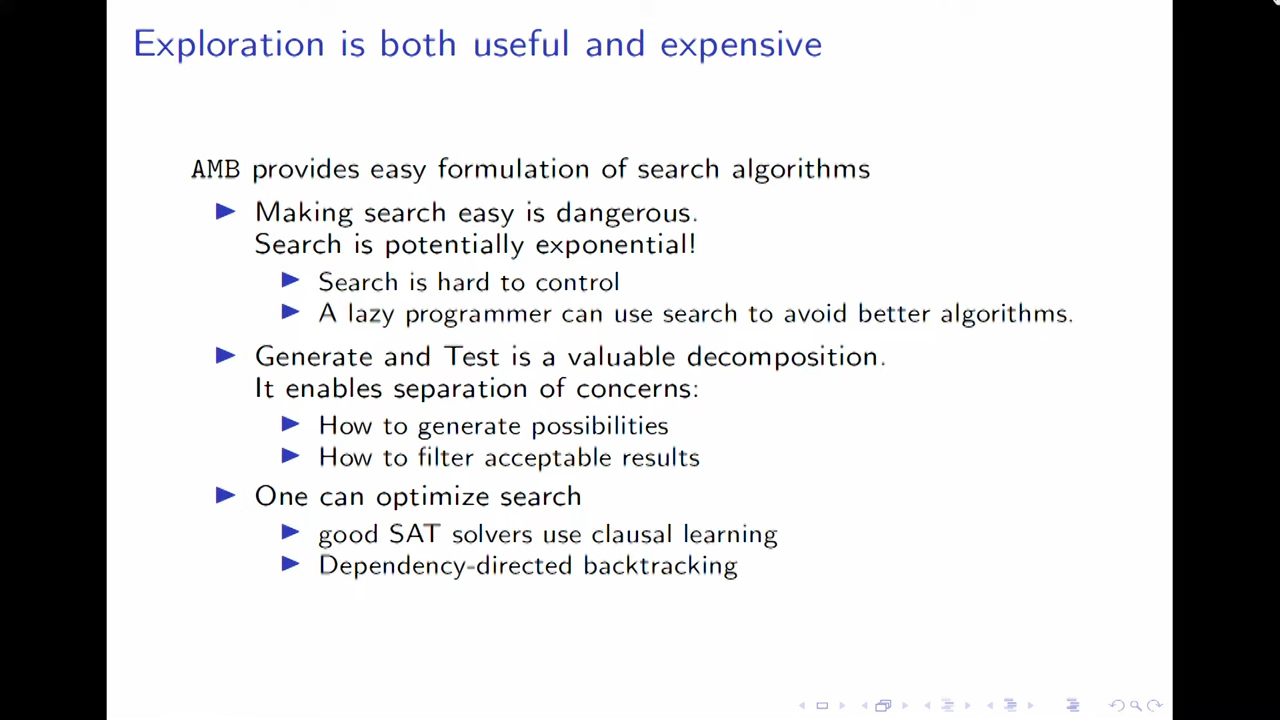 Exploration is both useful and expensive
AMB provides easy formulation of search algorithms
Making search easy is dangerous.
Search is potentially exponential!
Search is hard to control
A lazy programmer can use search to avoid better algorithms.
Generate and Test is a valuable decomposition.
It enables separation of concerns:
How to generate possibilities
How to filter acceptable results
One can optimize search
good SAT solvers use clausal learning
Dependency-directed backtracking